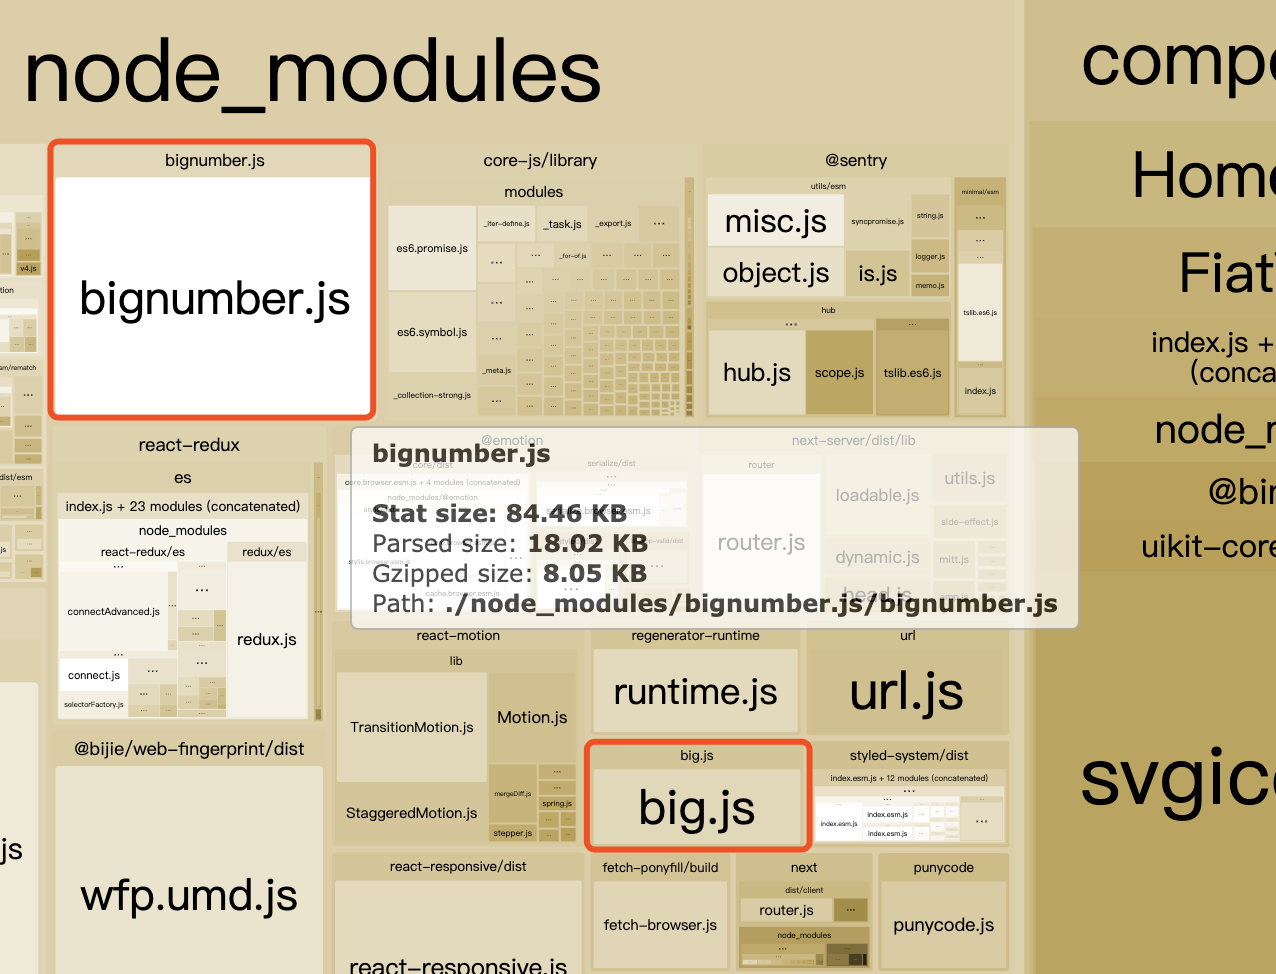 node_modules
compo
bignumber.js
core-js/library
@sentry
Home
modules
utils/esm
minimal/esm
bignumber.js
es6.promise.js
_iter-define.js
_task.js
_export.js
...
misc.js
syncpromise.js
string.js
...
object.js
is.js
logger.js
memo.js
...
_for-of.js
Fiat
v4.js
tion
hub
tslib.es6.js
es6.symbol.js
index.js +
(conca
sm/rematch
_meta.js
hub.js
scope.js
tslib.es6.js
index.js
_collection-strong.js
node_m
react-redux
@emotion
next-server/dist/lib
es
core/dist
serialize/dist
router
utils.js
dist/esm
core.browser.esm.js + 4 modules (concatenated)
loadable.js
@bin
index.js + 23 modules (concatenated)
node_modules/@emotion
side-effect.js
node_modules
router.js
uikit-core
react-redux/es
redux/es
dynamic.js
mitt.js
stylis.browser.esm.js
cache.browser.esm.js
head.js
bignumber.js
Stat size: 84.46 KB
Parsed size: 18.02 KB
Gzipped size: 8.05 KB
Path: ./node_modules/bignumber.js/bignumber.js
connectAdvanced.js
redux.js
connect.js
selectorFactory.js
react-motion
regenerator-runtime
url
lib
runtime.js
url.js
TransitionMotion.js
Motion.js
@bijie/web-fingerprint/dist
big.js
styled-system/dist
svgic
index.esm.js + 12 modules (concatenated)
mergeDiff.js
spring.js
big.js
StaggeredMotion.js
stepper.js
index.esm.js
index.esm.js
index.esm.js
js
wfp.umd.js
react-responsive/dist
fetch-ponyfill/build
next
punycode
dist/client
router.js
...
fetch-browser.js
punycode.js
node_modules
react-responsive.js